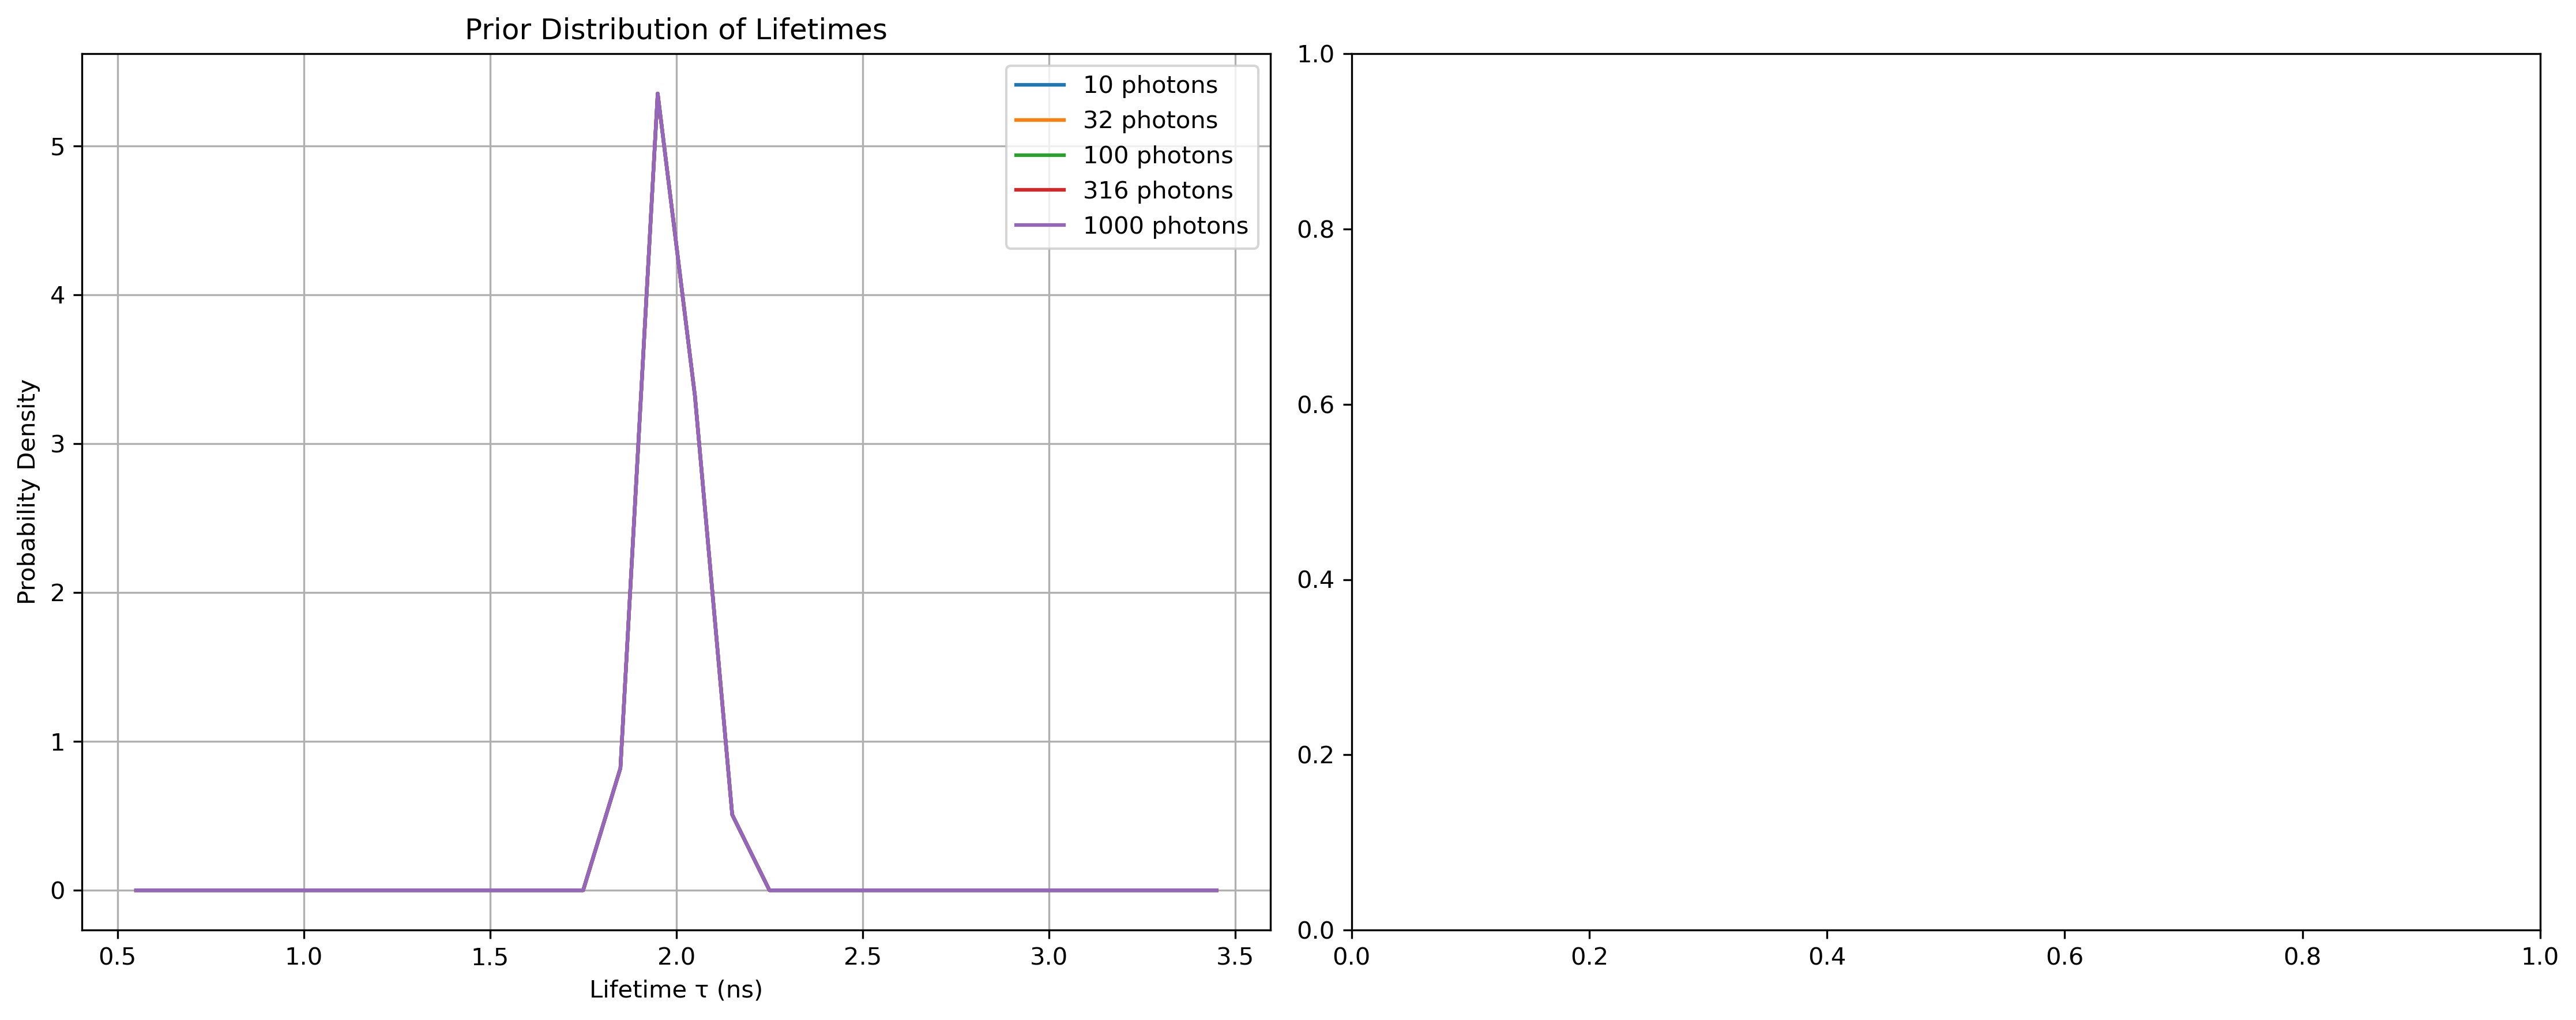 Prior Distribution of Lifetimes
10 photons
32 photons
100 photons
316 photons
1000 photons
Probability Density
5
4
3
2
1
0
0.5 1.0 1.5 2.0 2.5 3.0 3.5
Lifetime τ (ns)
1.0
0.8
0.6
0.4
0.2
0.0
0.0 0.2 0.4 0.6 0.8 1.0